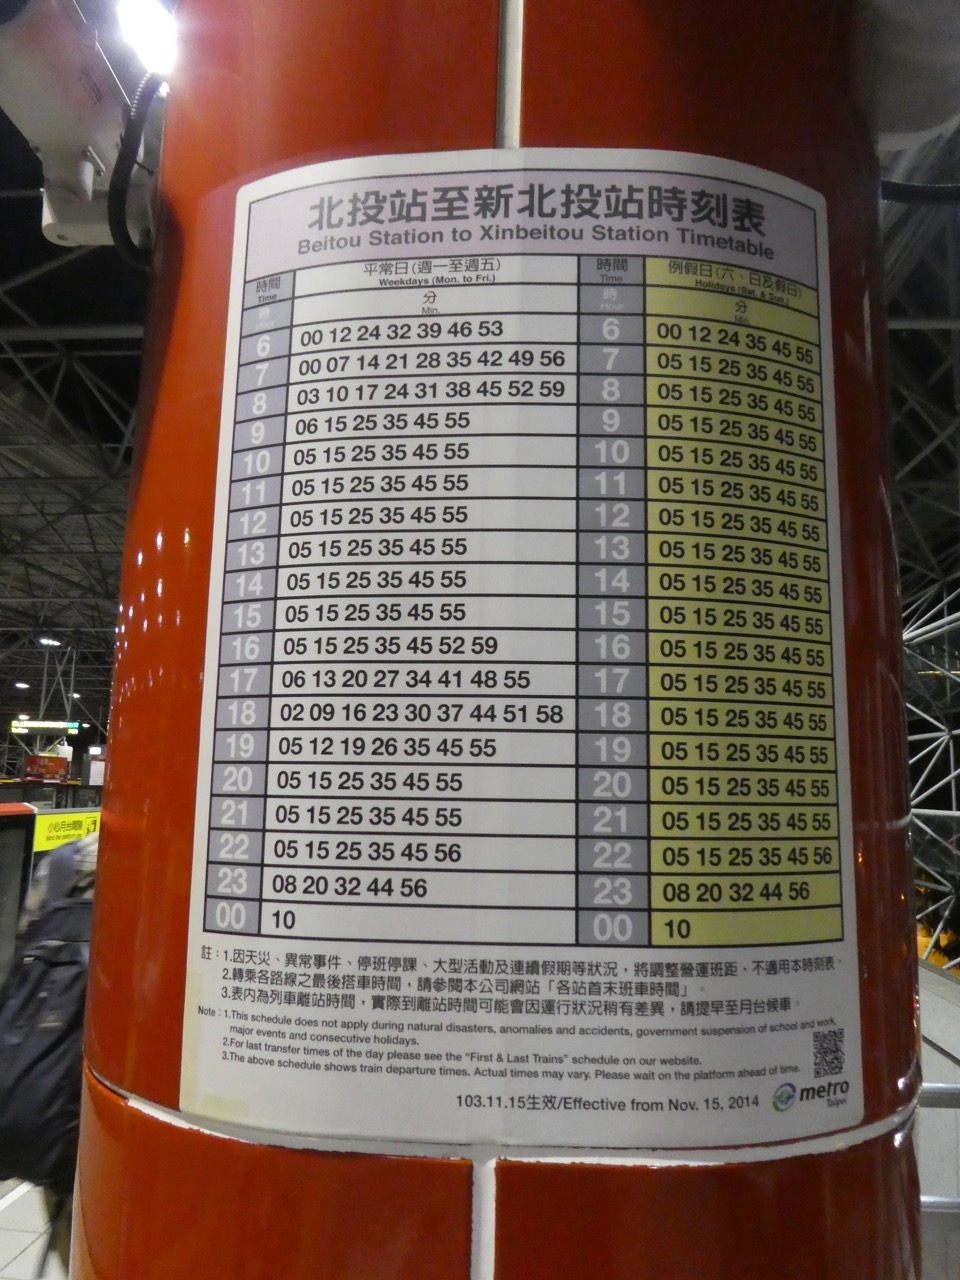 北投站至新北投站時刻表
Beitou Station to Xinbeitou Station Timetable
時間 平常日(週一至週五) 時間 例假日(六、日及假日)
Time Weekdays (Mon. to Fri.) Time Holidays (Sat. & Sun.)
時 分 時 分
Hour Min. Hour Min.
6 00 12 24 32 39 46 53 6 00 12 24 35 45 55
7 00 07 14 21 28 35 42 49 56 7 05 15 25 35 45 55
8 03 10 17 24 31 38 45 52 59 8 05 15 25 35 45 55
9 06 15 25 35 45 55 9 05 15 25 35 45 55
10 05 15 25 35 45 55 10 05 15 25 35 45 55
11 05 15 25 35 45 55 11 05 15 25 35 45 55
12 05 15 25 35 45 55 12 05 15 25 35 45 55
13 05 15 25 35 45 55 13 05 15 25 35 45 55
14 05 15 25 35 45 55 14 05 15 25 35 45 55
15 05 15 25 35 45 55 15 05 15 25 35 45 55
16 05 15 25 35 45 52 59 16 05 15 25 35 45 55
17 06 13 20 27 34 41 48 55 17 05 15 25 35 45 55
18 02 09 16 23 30 37 44 51 58 18 05 15 25 35 45 55
19 05 12 19 26 35 45 55 19 05 15 25 35 45 55
20 05 15 25 35 45 55 20 05 15 25 35 45 55
21 05 15 25 35 45 55 21 05 15 25 35 45 55
22 05 15 25 35 45 56 22 05 15 25 35 45 56
23 08 20 32 44 56 23 08 20 32 44 56
00 10 00 10
註：1.因天災、異常事件、停班停課、大型活動及連續假期等狀況，將調整營運班距，不適用本時刻表。
2.轉乘各路線之最後搭車時間，請參閱本公司網站「各站首末班車時間」。
3.表內為列車離站時間，實際到離站時間可能會因運行狀況稍有差異，請提早至月台候車。
Note：1.This schedule does not apply during natural disasters, anomalies and accidents, government suspension of school and work,
major events and consecutive holidays.
2.For last transfer times of the day please see the “First & Last Trains” schedule on our website.
3.The above schedule shows train departure times. Actual times may vary. Please wait on the platform ahead of time.
103.11.15生效/Effective from Nov. 15, 2014
metro
Taipei
小心月台間隙
Mind the platform gap